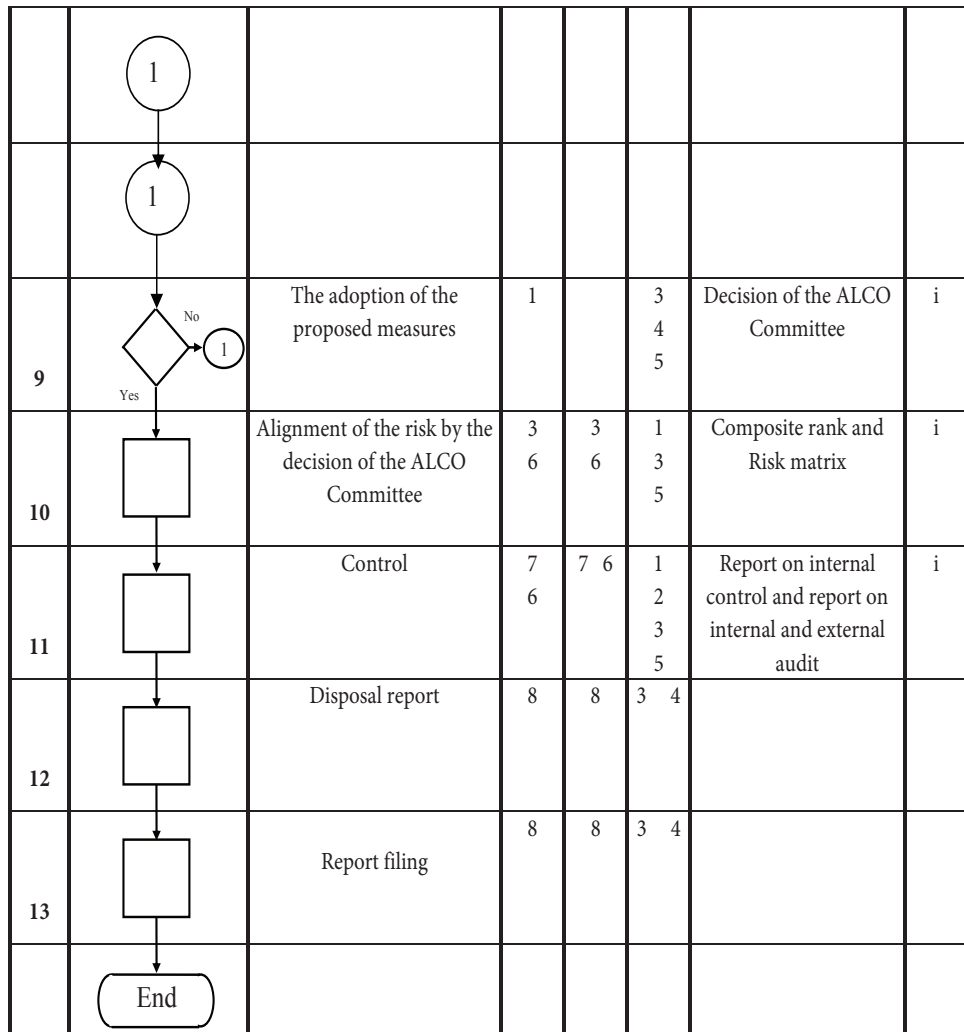 1
1
The adoption of the 1 3 Decision of the ALCO i
proposed measures 4 Committee
No
1
5
9
Yes
Alignment of the risk by the 3 3 1 Composite rank and i
decision of the ALCO 6 6 3 Risk matrix
Committee 5
10
Control 7 7 6 1 Report on internal i
6 2 control and report on
3 internal and external
5 audit
11
Disposal report 8 8 3 4
12
8 8 3 4
Report filing
13
End